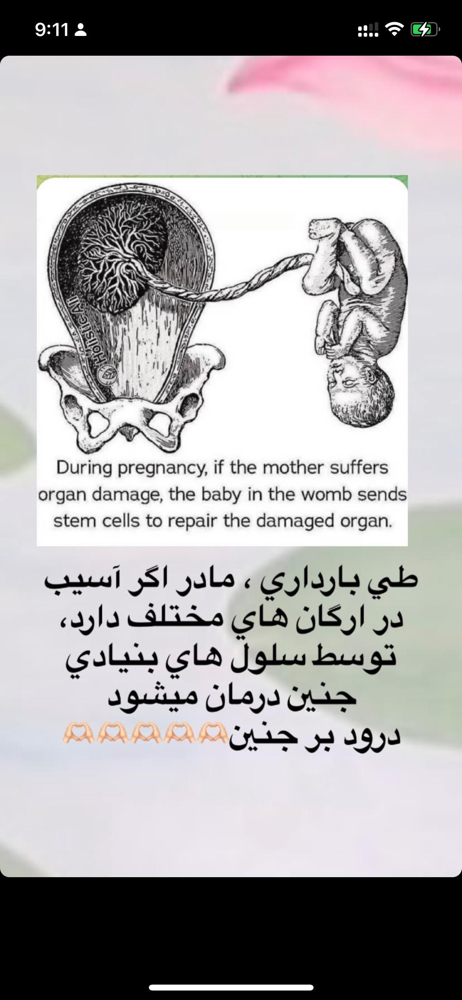 9:11
Holistic Ali
During pregnancy, if the mother suffers
organ damage, the baby in the womb sends
stem cells to repair the damaged organ.
طي بارداري ، مادر اگر آسيب
در ارگان هاي مختلف دارد،
توسط سلول هاي بنيادي
جنين درمان ميشود
درود بر جنين🫶🏻🫶🏻🫶🏻🫶🏻🫶🏻